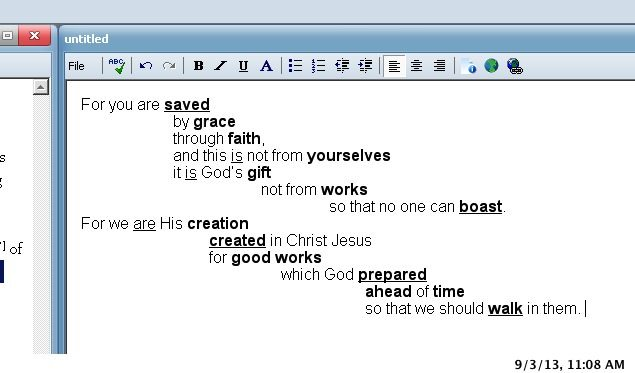 untitled
File ABC B I U A
For you are saved
by grace
through faith,
s and this is not from yourselves
it is God's gift
not from works
so that no one can boast.
For we are His creation
created in Christ Jesus
] of
for good works
which God prepared
ahead of time
so that we should walk in them.
9/3/13, 11:08 AM